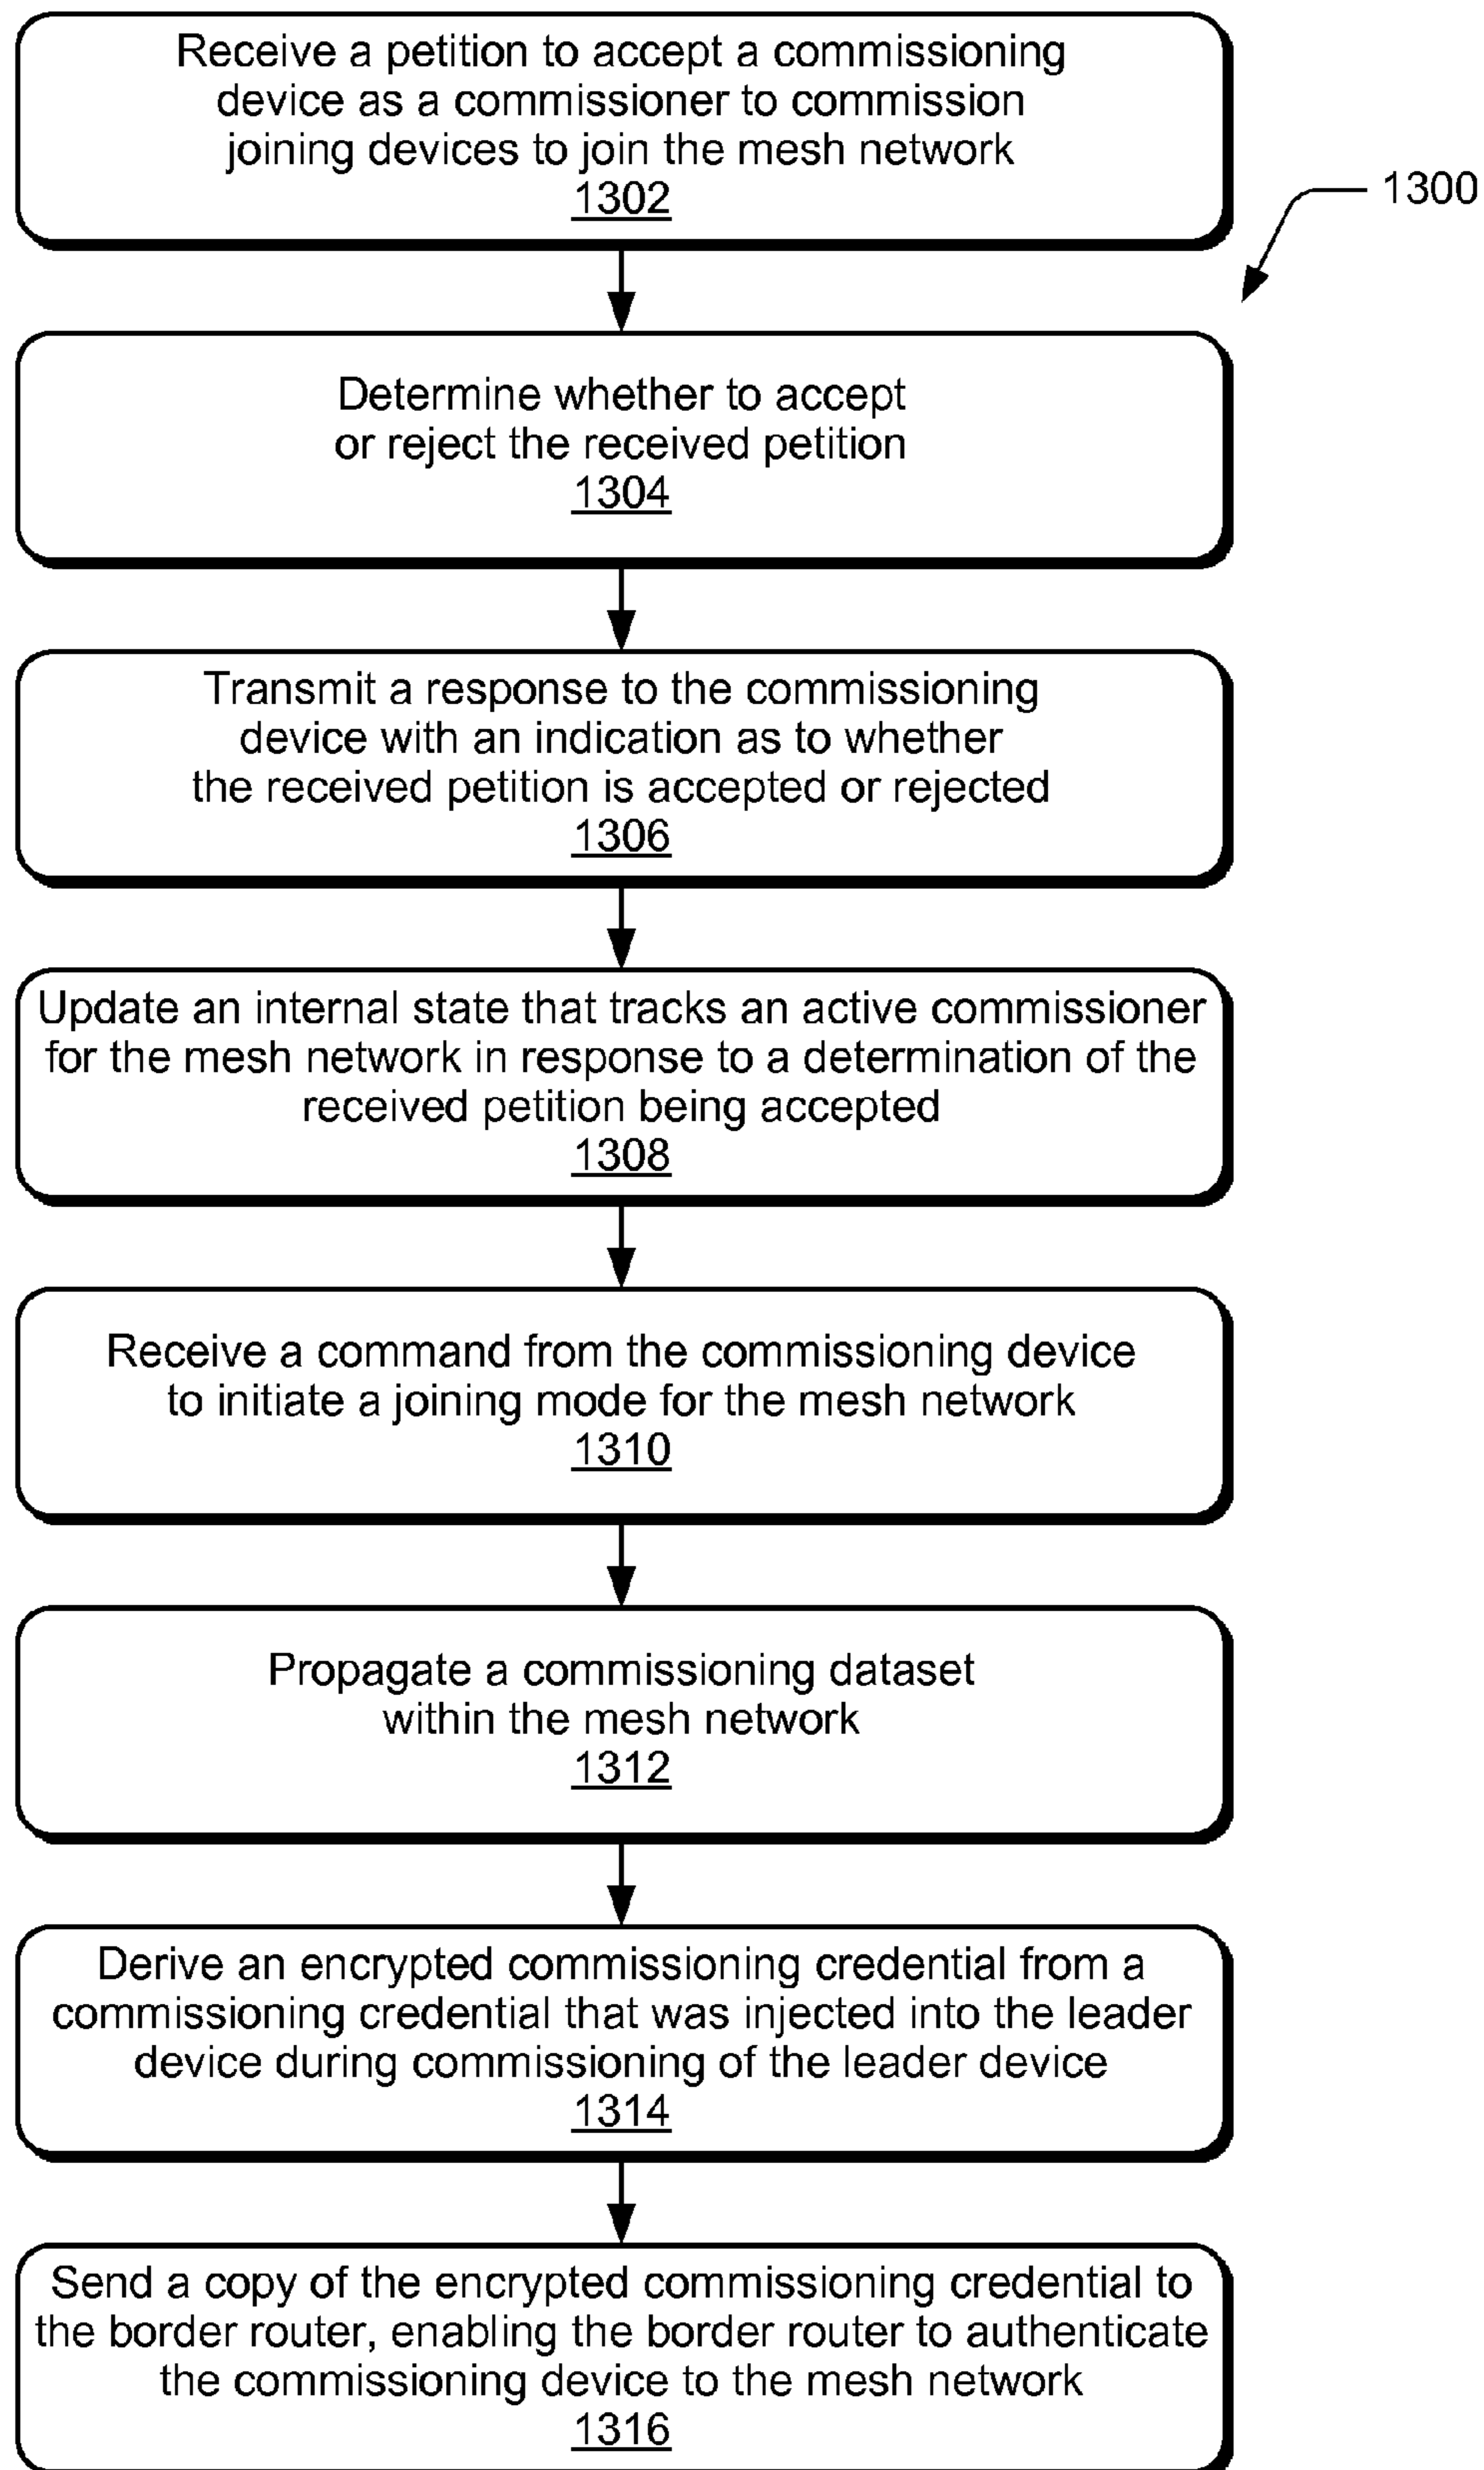 Receive a petition to accept a commissioning
device as a commissioner to commission
joining devices to join the mesh network
1302
1300
Determine whether to accept
or reject the received petition
1304
Transmit a response to the commissioning
device with an indication as to whether
the received petition is accepted or rejected
1306
Update an internal state that tracks an active commissioner
for the mesh network in response to a determination of the
received petition being accepted
1308
Receive a command from the commissioning device
to initiate a joining mode for the mesh network
1310
Propagate a commissioning dataset
within the mesh network
1312
Derive an encrypted commissioning credential from a
commissioning credential that was injected into the leader
device during commissioning of the leader device
1314
Send a copy of the encrypted commissioning credential to
the border router, enabling the border router to authenticate
the commissioning device to the mesh network
1316